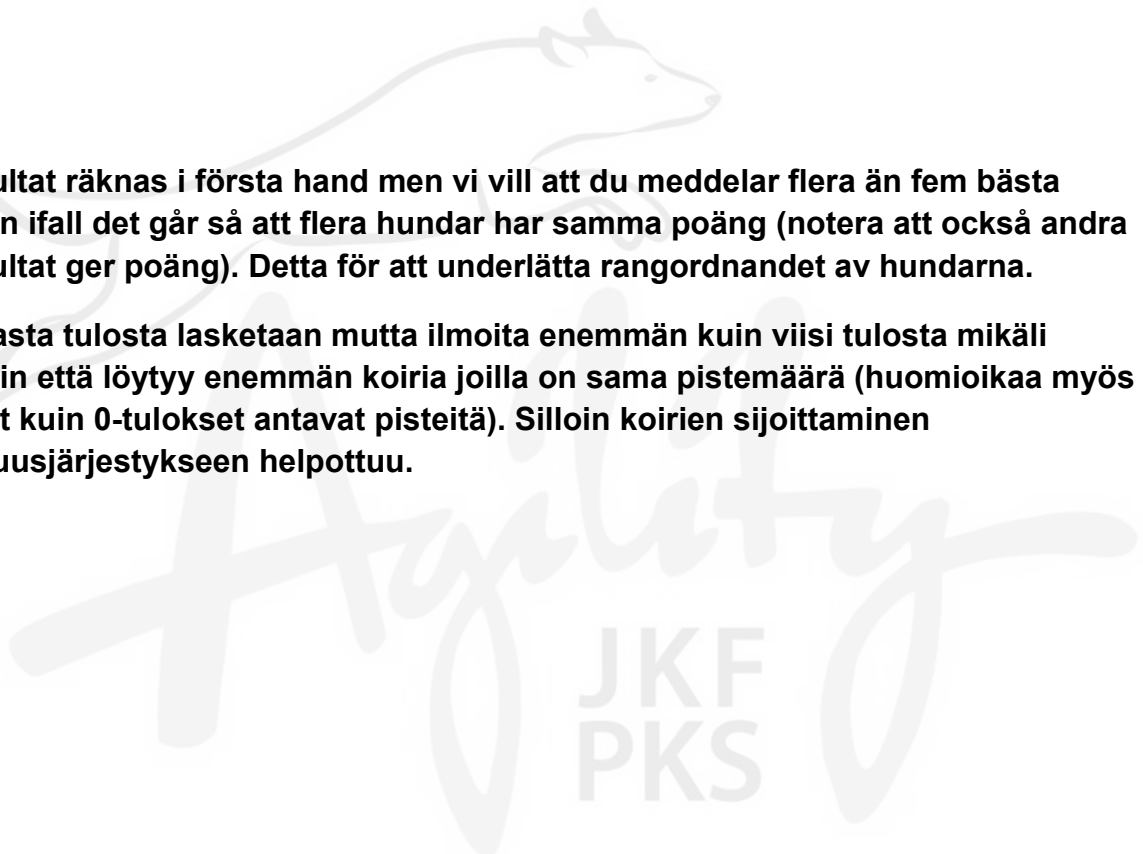 ultat räknas i första hand men vi vill att du meddelar flera än fem bästa
n ifall det går så att flera hundar har samma poäng (notera att också andra
ultat ger poäng). Detta för att underlätta rangordnandet av hundarna.
asta tulosta lasketaan mutta ilmoita enemmän kuin viisi tulosta mikäli
in että löytyy enemmän koiria joilla on sama pistemäärä (huomioikaa myös
t kuin 0-tulokset antavat pisteitä). Silloin koirien sijoittaminen
uusjärjestykseen helpottuu.
Agility
JKF
PKS